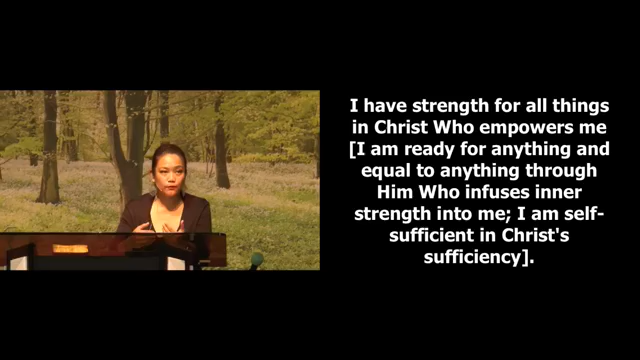 I have strength for all things
in Christ Who empowers me
[I am ready for anything and
equal to anything through
Him Who infuses inner
strength into me; I am self-
sufficient in Christ's
sufficiency].